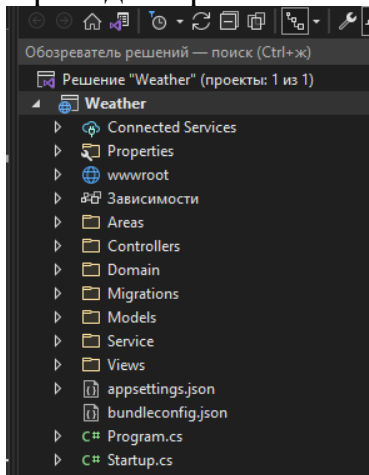 Обозреватель решений — поиск (Ctrl+ж)
Решение "Weather" (проекты: 1 из 1)
Weather
Connected Services
Properties
wwwroot
Зависимости
Areas
Controllers
Domain
Migrations
Models
Service
Views
appsettings.json
bundleconfig.json
C# Program.cs
C# Startup.cs